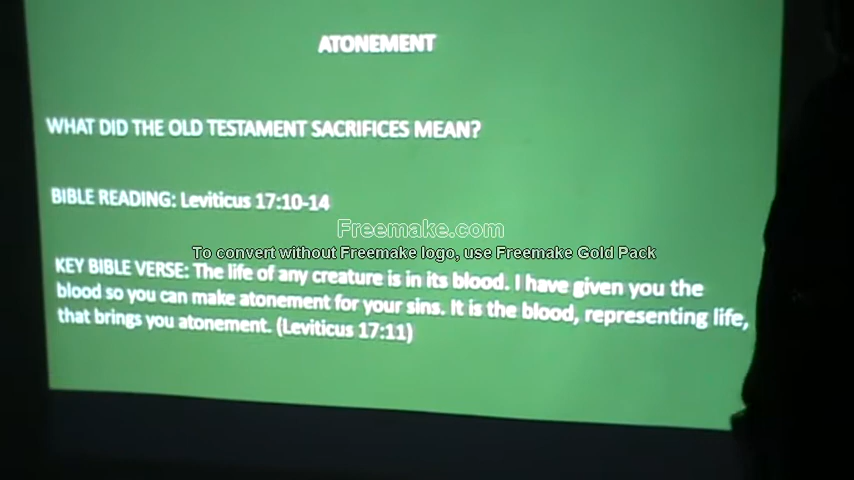 ATONEMENT
WHAT DID THE OLD TESTAMENT SACRIFICES MEAN?
BIBLE READING: Leviticus 17:10-14
Freemake.com
To convert without Freemake logo, use Freemake Gold Pack
KEY BIBLE VERSE: The life of any creature is in its blood. I have given you the
blood so you can make atonement for your sins. It is the blood, representing life,
that brings you atonement. (Leviticus 17:11)